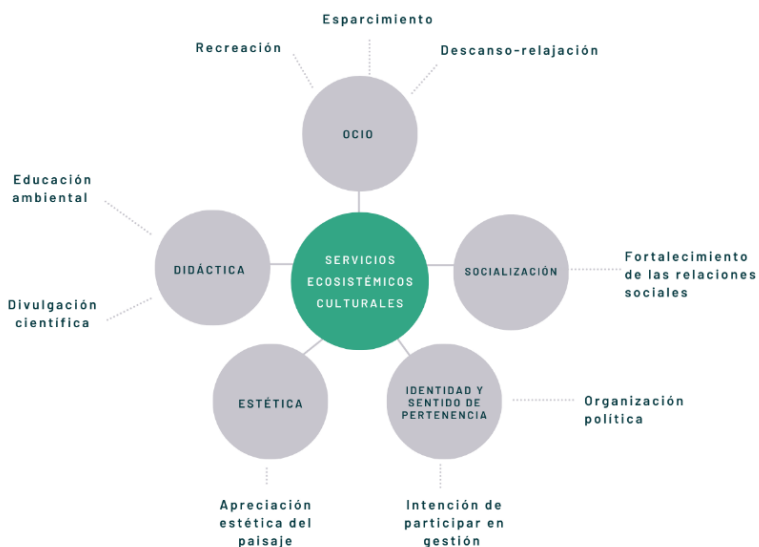 Esparcimiento
Recreación
Descanso-relajación
OCIO
Educación
ambiental
DIDÁCTICA
Divulgación
científica
SERVICIOS
ECOSISTÉMICOS
CULTURALES
SOCIALIZACIÓN
Fortalecimiento
de las relaciones
sociales
ESTÉTICA
IDENTIDAD Y
SENTIDO DE
PERTENENCIA
Organización
política
Apreciación
estética del
paisaje
Intención de
participar en
gestión